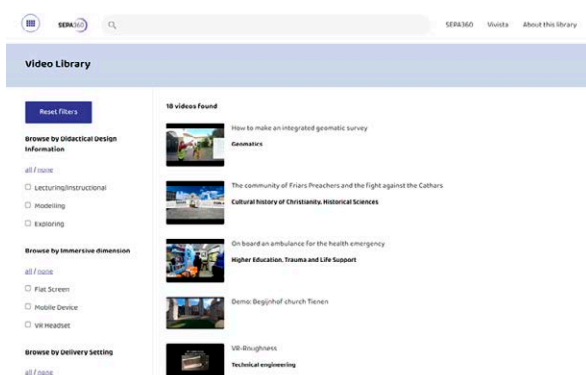 SEPA360
SEPA360 Vivista About this library
Video Library
Reset filters
Browse by Didactical Design
Information
all / none
Lecturing/Instructional
Modelling
Exploring
Browse by Immersive dimension
all / none
Flat Screen
Mobile Device
VR Headset
Browse by Delivery Setting
all / none
18 videos found
How to make an integrated geomatic survey
Geomatics
The community of Friars Preachers and the fight against the Cathars
Cultural history of Christianity, Historical Sciences
On board an ambulance for the health emergency
Higher Education, Trauma and Life Support
Demo: Begijnhof church Tienen
VR-Roughness
Technical engineering